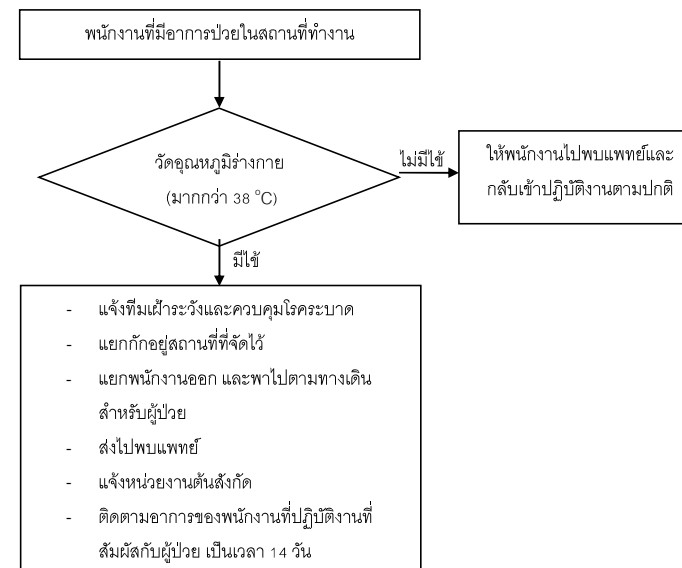 พนักงานที่มีอาการป่วยในสถานที่ทำงาน
วัดอุณหภูมิร่างกาย
(มากกว่า 38 °C)
ไม่มีไข้
ให้พนักงานไปพบแพทย์และ
กลับเข้าปฏิบัติงานตามปกติ
มีไข้
- แจ้งทีมเฝ้าระวังและควบคุมโรคระบาด
- แยกกักอยู่สถานที่ที่จัดไว้
- แยกพนักงานออก และพาไปตามทางเดิน
สำหรับผู้ป่วย
- ส่งไปพบแพทย์
- แจ้งหน่วยงานต้นสังกัด
- ติดตามอาการของพนักงานที่ปฏิบัติงานที่
สัมผัสกับผู้ป่วย เป็นเวลา 14 วัน